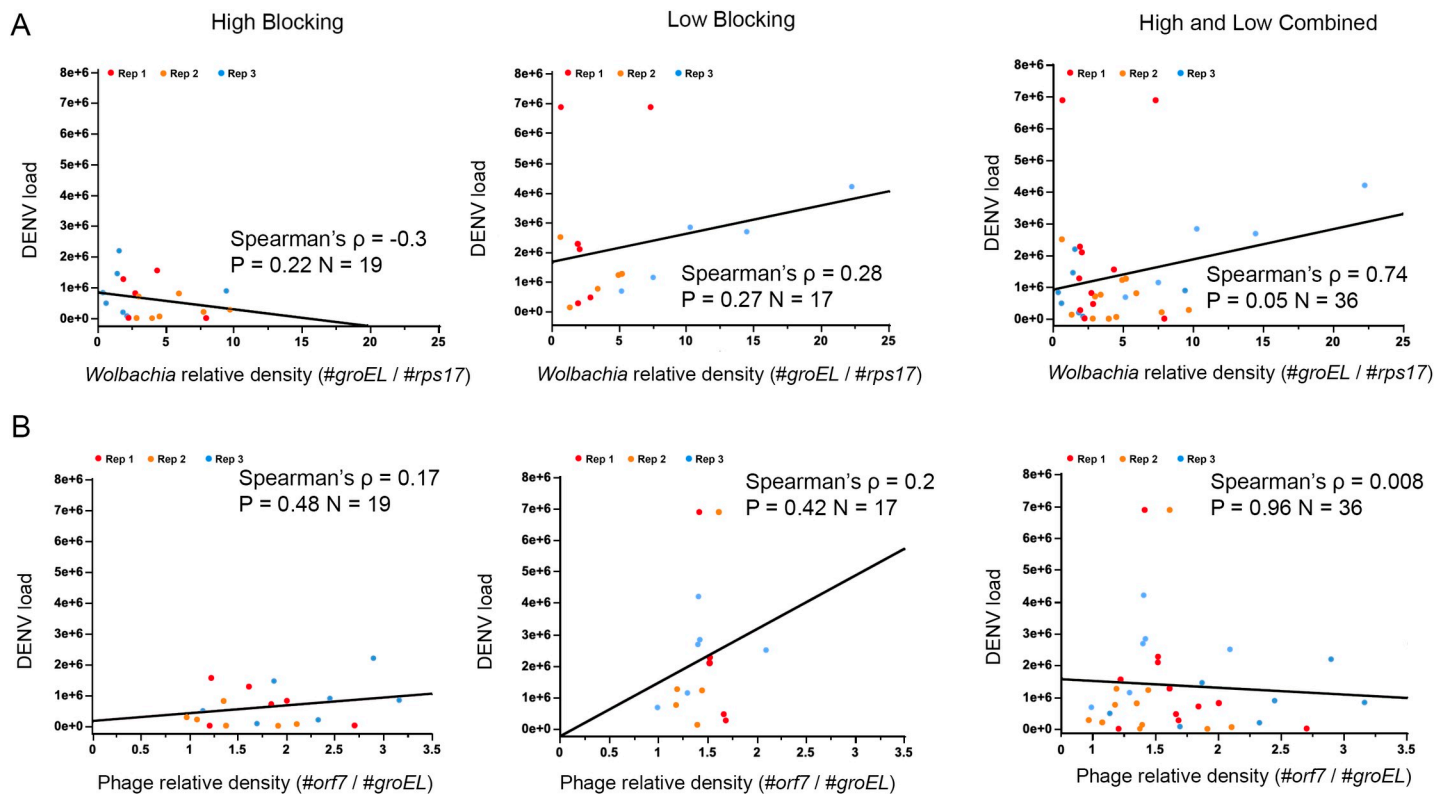 A
High Blocking
Low Blocking
High and Low Combined
Rep 1 Rep 2 Rep 3
8e+6
7e+6
6e+6
5e+6
4e+6
3e+6
2e+6
1e+6
0e+0
DENV load
Spearman's ρ = -0.3
P = 0.22 N = 19
0 5 10 15 20 25
Wolbachia relative density (#groEL / #rps17)
Rep 1 Rep 2 Rep 3
8e+6
7e+6
6e+6
5e+6
4e+6
3e+6
2e+6
1e+6
0e+0
DENV load
Spearman's ρ = 0.28
P = 0.27 N = 17
0 5 10 15 20 25
Wolbachia relative density (#groEL / #rps17)
Rep 1 Rep 2 Rep 3
8e+6
7e+6
6e+6
5e+6
4e+6
3e+6
2e+6
1e+6
0e+0
DENV load
Spearman's ρ = 0.74
P = 0.05 N = 36
0 5 10 15 20 25
Wolbachia relative density (#groEL / #rps17)
B
Rep 1 Rep 2 Rep 3
Spearman's ρ = 0.17
P = 0.48 N = 19
8e+6
7e+6
6e+6
5e+6
4e+6
3e+6
2e+6
1e+6
0e+0
DENV load
0 0.5 1 1.5 2 2.5 3 3.5
Phage relative density (#orf7 / #groEL)
Rep 1 Rep 2 Rep 3
Spearman's ρ = 0.2
P = 0.42 N = 17
8e+6
7e+6
6e+6
5e+6
4e+6
3e+6
2e+6
1e+6
0e+0
DENV load
0 0.5 1 1.5 2 2.5 3 3.5
Phage relative density (#orf7 / #groEL)
Rep 1 Rep 2 Rep 3
Spearman's ρ = 0.008
P = 0.96 N = 36
8e+6
7e+6
6e+6
5e+6
4e+6
3e+6
2e+6
1e+6
0e+0
DENV load
0 1 1.5 2 2.5 3 3.5
Phage relative density (#orf7 / #groEL)